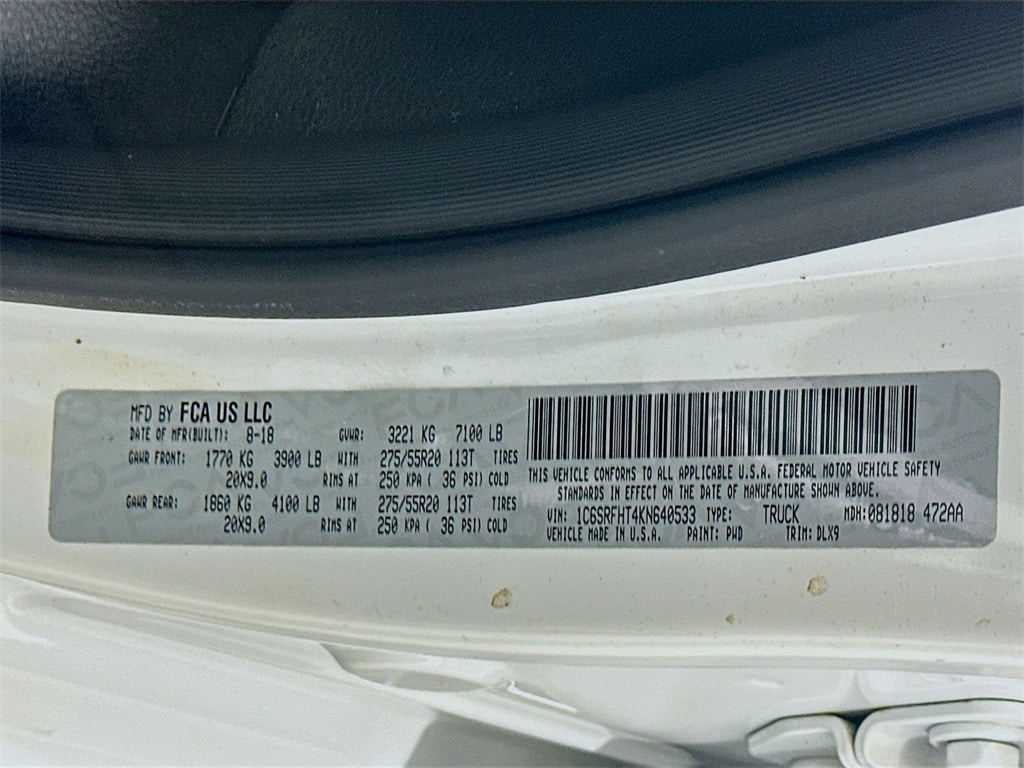 MFD BY FCA US LLC
DATE OF MFR(BUILT): 8-18 GVWR: 3221 KG 7100 LB
GAWR FRONT: 1770 KG 3900 LB WITH 275/55R20 113T TIRES
20X9.0 RIMS AT 250 KPA ( 36 PSI) COLD
GAWR REAR: 1860 KG 4100 LB WITH 275/55R20 113T TIRES
20X9.0 RIMS AT 250 KPA ( 36 PSI) COLD
THIS VEHICLE CONFORMS TO ALL APPLICABLE U.S.A. FEDERAL MOTOR VEHICLE SAFETY
STANDARDS IN EFFECT ON THE DATE OF MANUFACTURE SHOWN ABOVE.
VIN: 1C6SRFHT4KN640533 TYPE: TRUCK MDH: 081818 472AA
VEHICLE MADE IN U.S.A. PAINT: PWD TRIM: DLX9